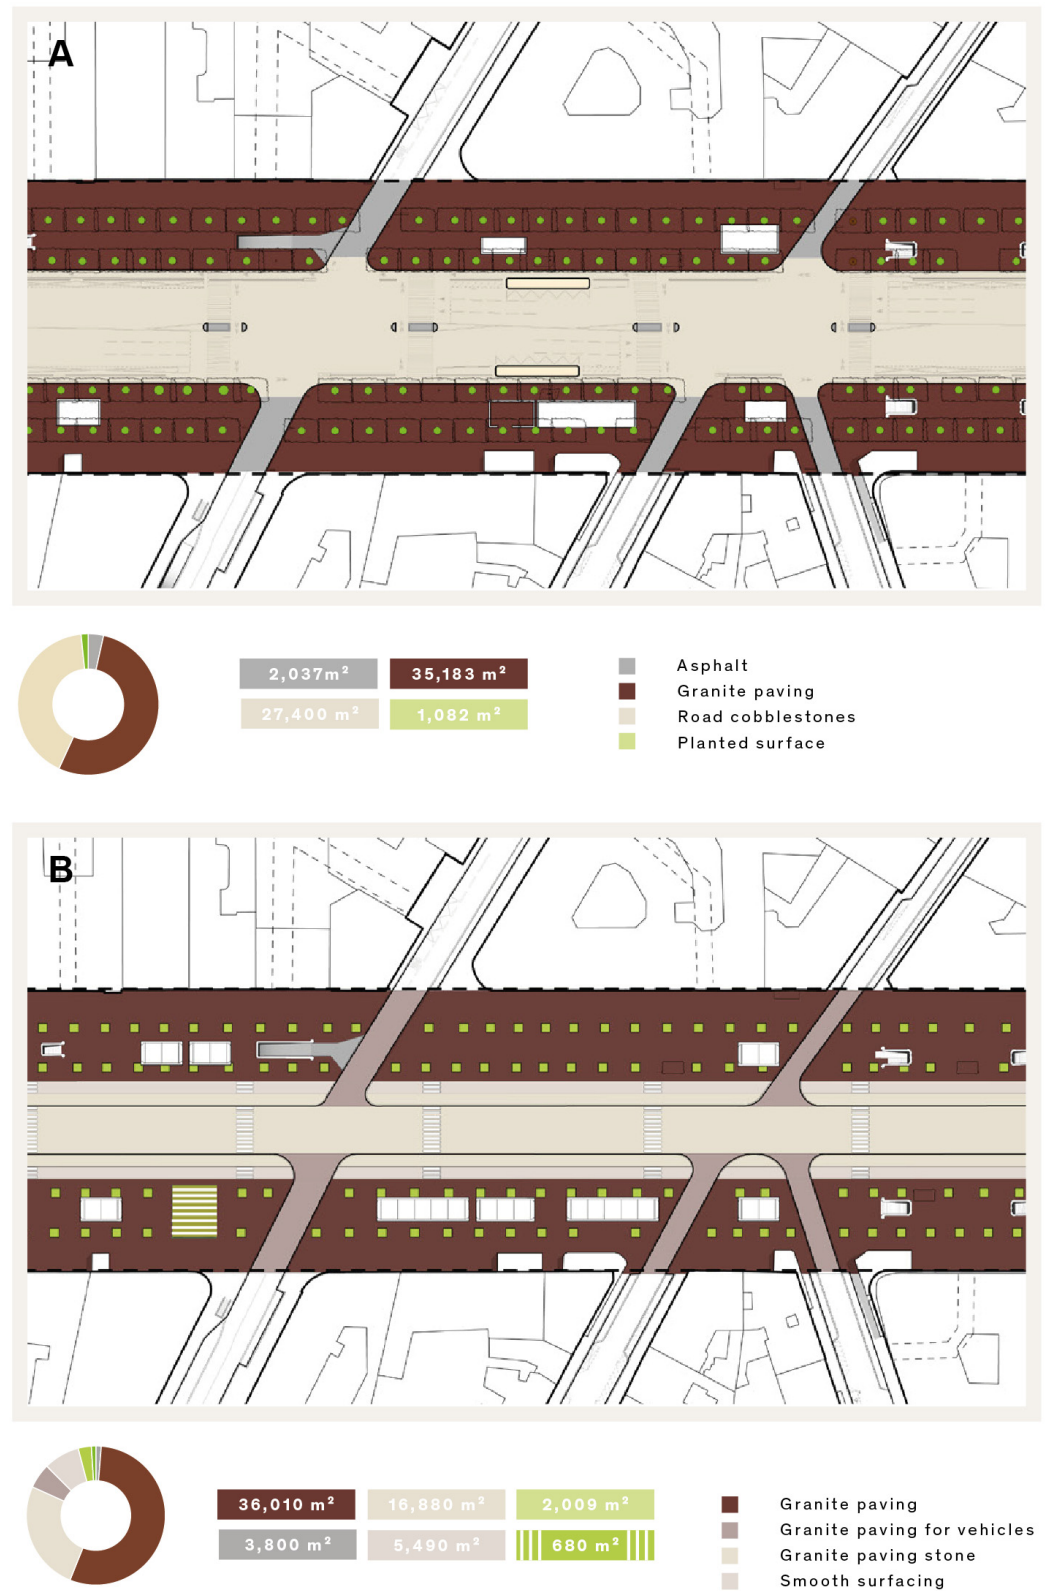 A
2,037m²
35,183 m²
27,400 m²
1,082 m²
Asphalt
Granite paving
Road cobblestones
Planted surface
B
36,010 m²
16,880 m²
2,009 m²
3,800 m²
5,490 m²
680 m²
Granite paving
Granite paving for vehicles
Granite paving stone
Smooth surfacing